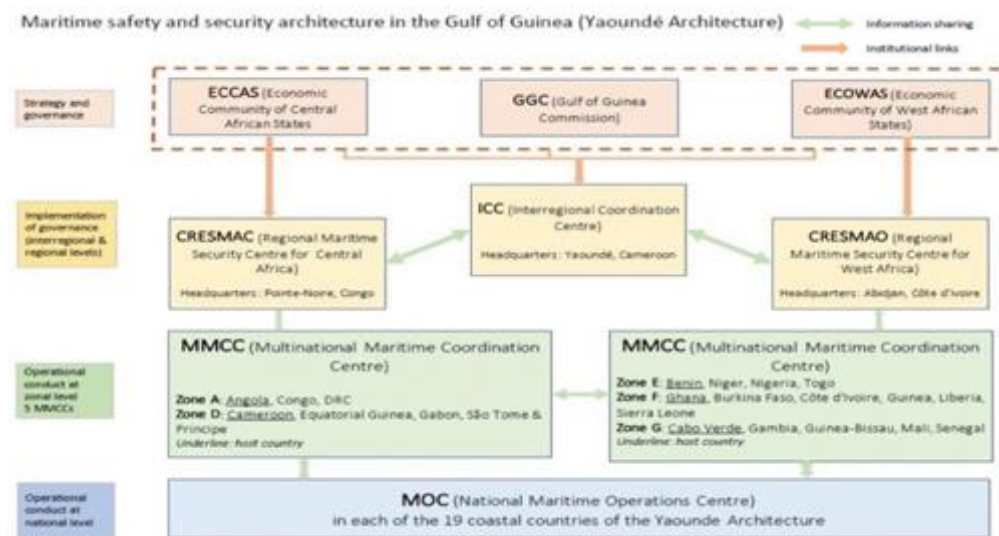 Maritime safety and security architecture in the Gulf of Guinea (Yaoundé Architecture)
Information sharing
Institutional links
Strategy and
governance
ECCAS (Economic
Community of Central
African States
GGC (Gulf of Guinea
Commission)
ECOWAS (Economic
Community of West African
States)
Implementation
of governance
(interregional &
regional levels)
CRESMAC (Regional Maritime
Security Centre for Central
Africa)
Headquarters : Pointe-Noire, Congo
ICC (Interregional Coordination
Centre)
Headquarters : Yaoundé, Cameroon
CRESMAO (Regional
Maritime Security Centre for
West Africa)
Headquarters : Abidjan, Côte d'Ivoire
Operational
conduct at
zonal level
5 MMCCs
MMCC (Multinational Maritime Coordination
Centre)
Zone A: Angola, Congo, DRC
Zone D: Cameroon, Equatorial Guinea, Gabon, São Tome &
Principe
Underline: host country
MMCC (Multinational Maritime Coordination
Centre)
Zone E: Benin, Niger, Nigeria, Togo
Zone F: Ghana, Burkina Faso, Côte d'Ivoire, Guinea, Liberia,
Sierra Leone
Zone G: Cabo Verde, Gambia, Guinea-Bissau, Mali, Senegal
Underline: host country
Operational
conduct at
national level
MOC (National Maritime Operations Centre)
in each of the 19 coastal countries of the Yaounde Architecture